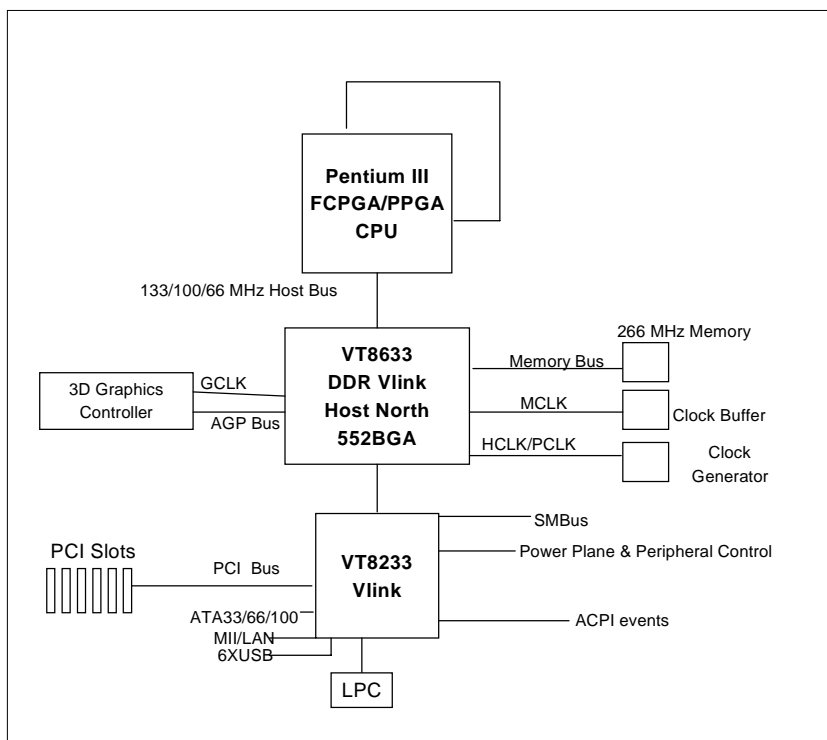 Pentium III
FCPGA/PPGA
CPU
133/100/66 MHz Host Bus
266 MHz Memory
VT8633
DDR Vlink
Host North
552BGA
Memory Bus
3D Graphics
Controller
GCLK
AGP Bus
MCLK
Clock Buffer
HCLK/PCLK
Clock
Generator
SMBus
PCI Slots
PCI Bus
VT8233
Vlink
Power Plane & Peripheral Control
ATA33/66/100
MII/LAN
6XUSB
ACPI events
LPC